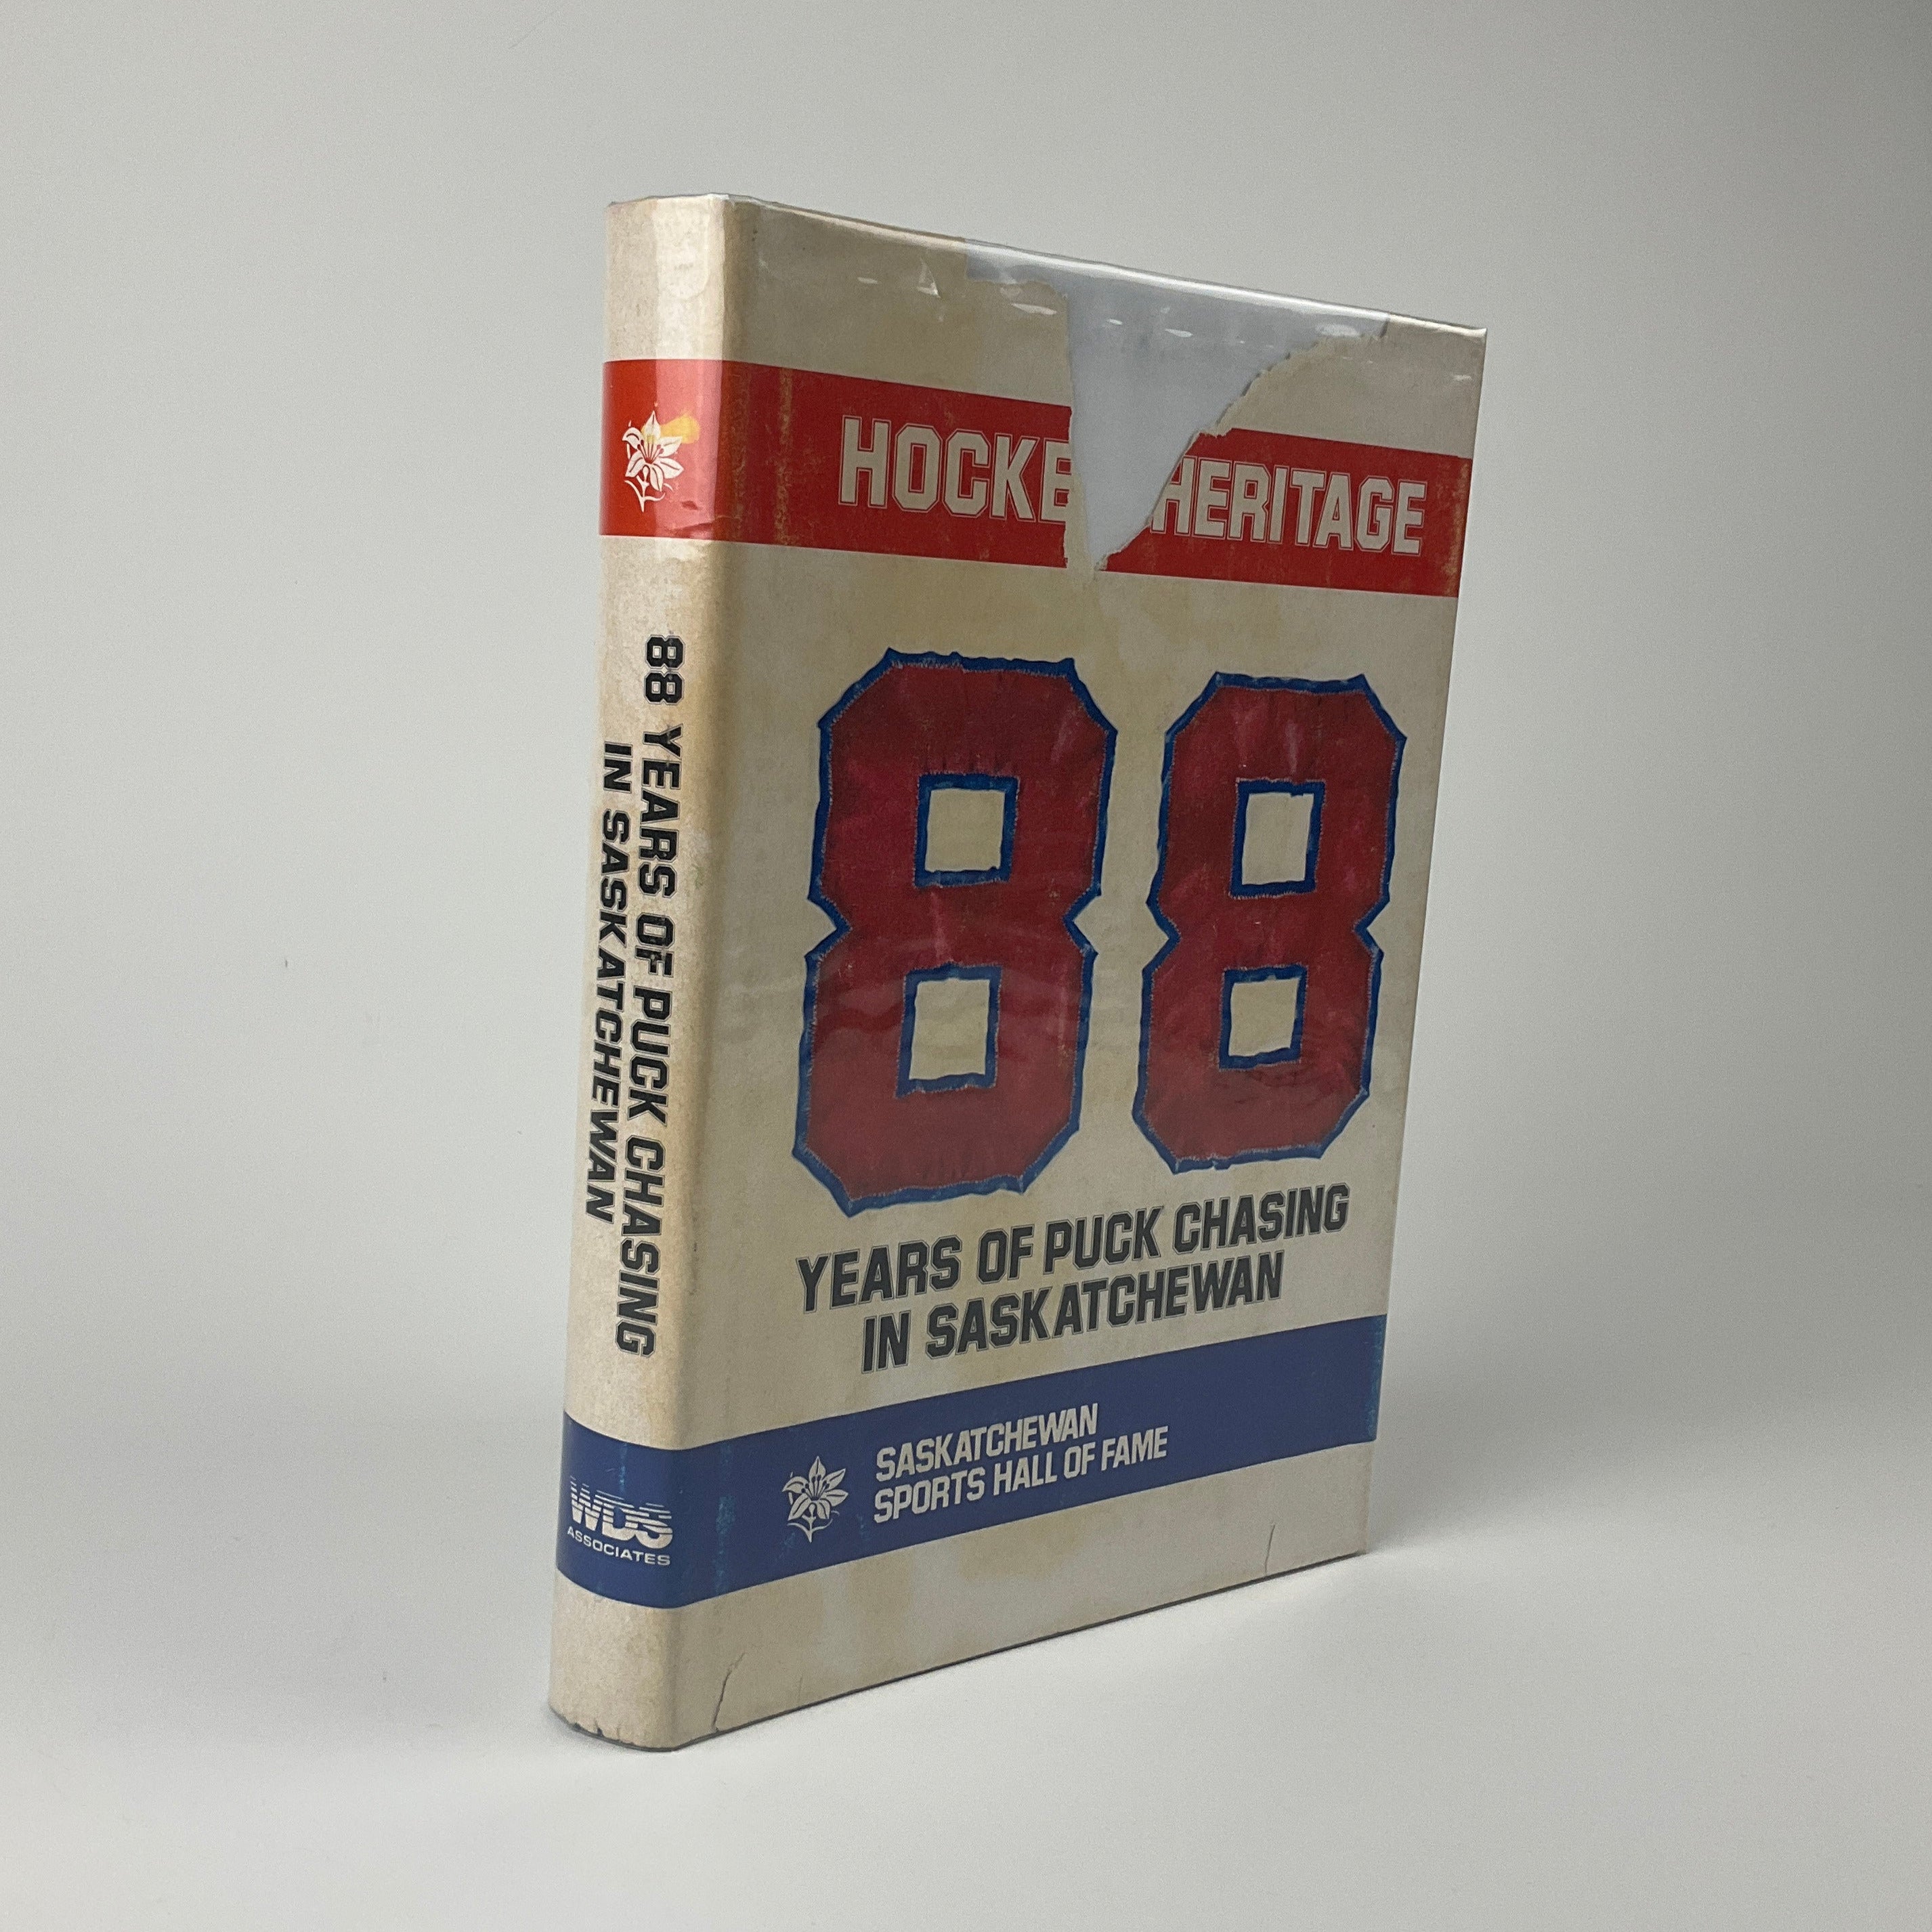 HOCKE HERITAGE
88
YEARS OF PUCK CHASING
IN SASKATCHEWAN
SASKATCHEWAN
SPORTS HALL OF FAME
88 YEARS OF PUCK CHASING
IN SASKATCHEWAN
WDS
ASSOCIATES